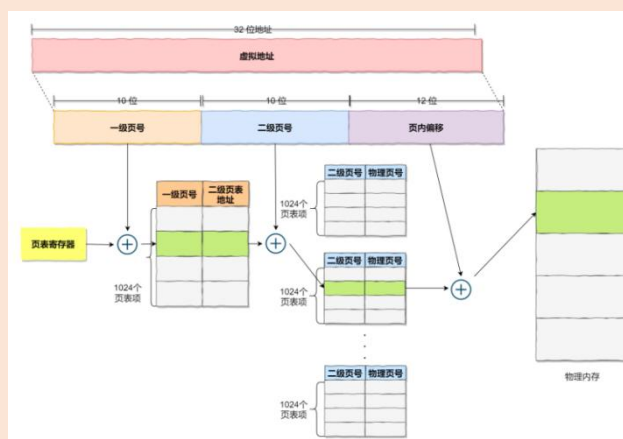 32 位地址
虚拟地址
10 位
10 位
12 位
一级页号
二级页号
页内偏移
页表寄存器
一级页号
二级页表
地址
1024个
页表项
二级页号
物理页号
1024个
页表项
二级页号
物理页号
1024个
页表项
二级页号
物理页号
1024个
页表项
物理内存